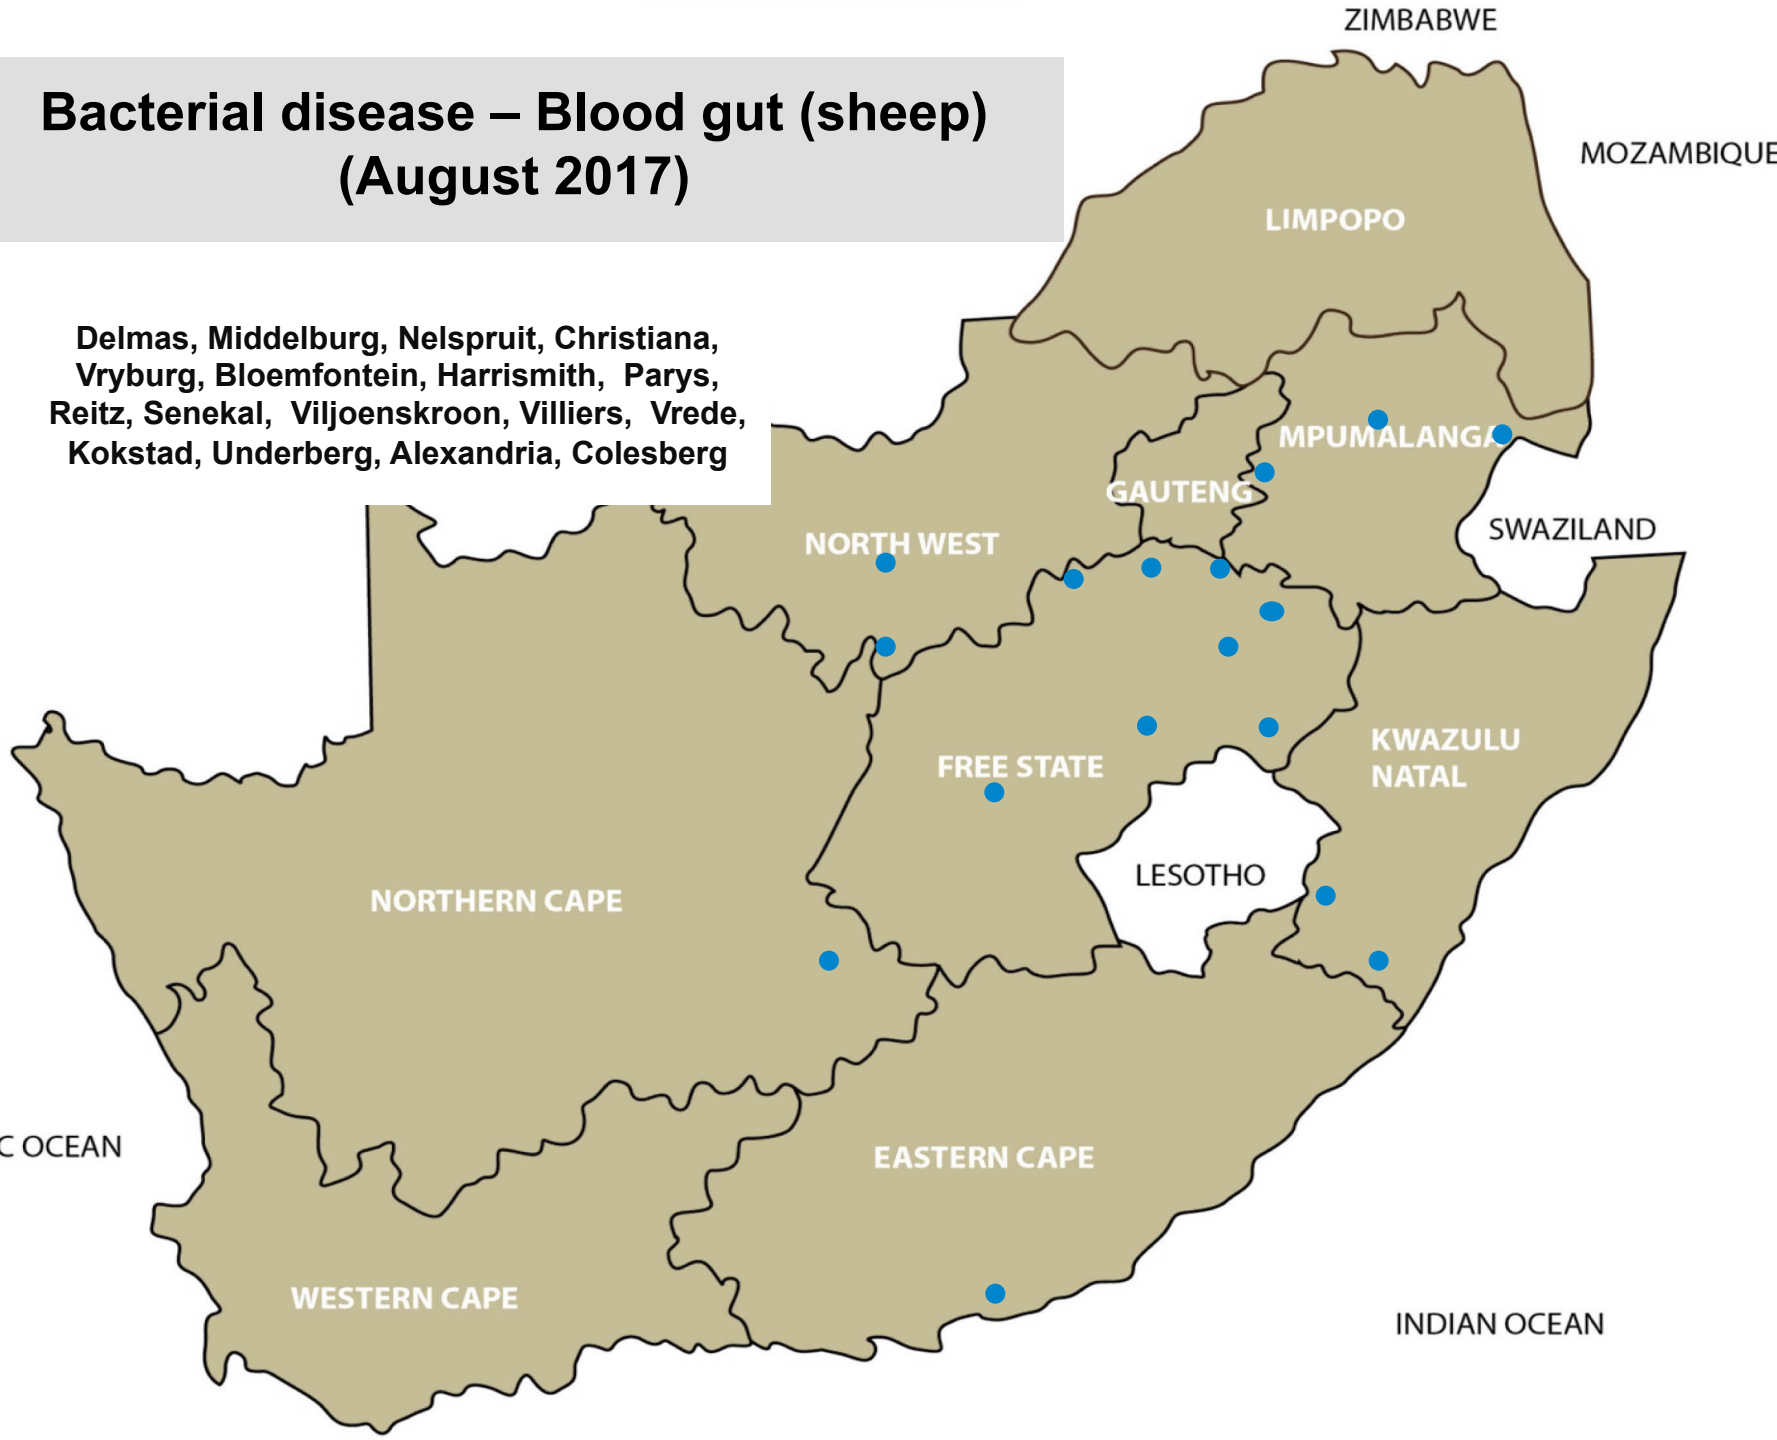 ZIMBABWE
Bacterial disease – Blood gut (sheep)
(August 2017)
MOZAMBIQUE
LIMPOPO
Delmas, Middelburg, Nelspruit, Christiana,
Vryburg, Bloemfontein, Harrismith, Parys,
Reitz, Senekal, Viljoenskroon, Villiers, Vrede,
Kokstad, Underberg, Alexandria, Colesberg
MPUMALANGA
GAUTENG
SWAZILAND
NORTH WEST
KWAZULU
NATAL
FREE STATE
LESOTHO
NORTHERN CAPE
C OCEAN
EASTERN CAPE
WESTERN CAPE
INDIAN OCEAN